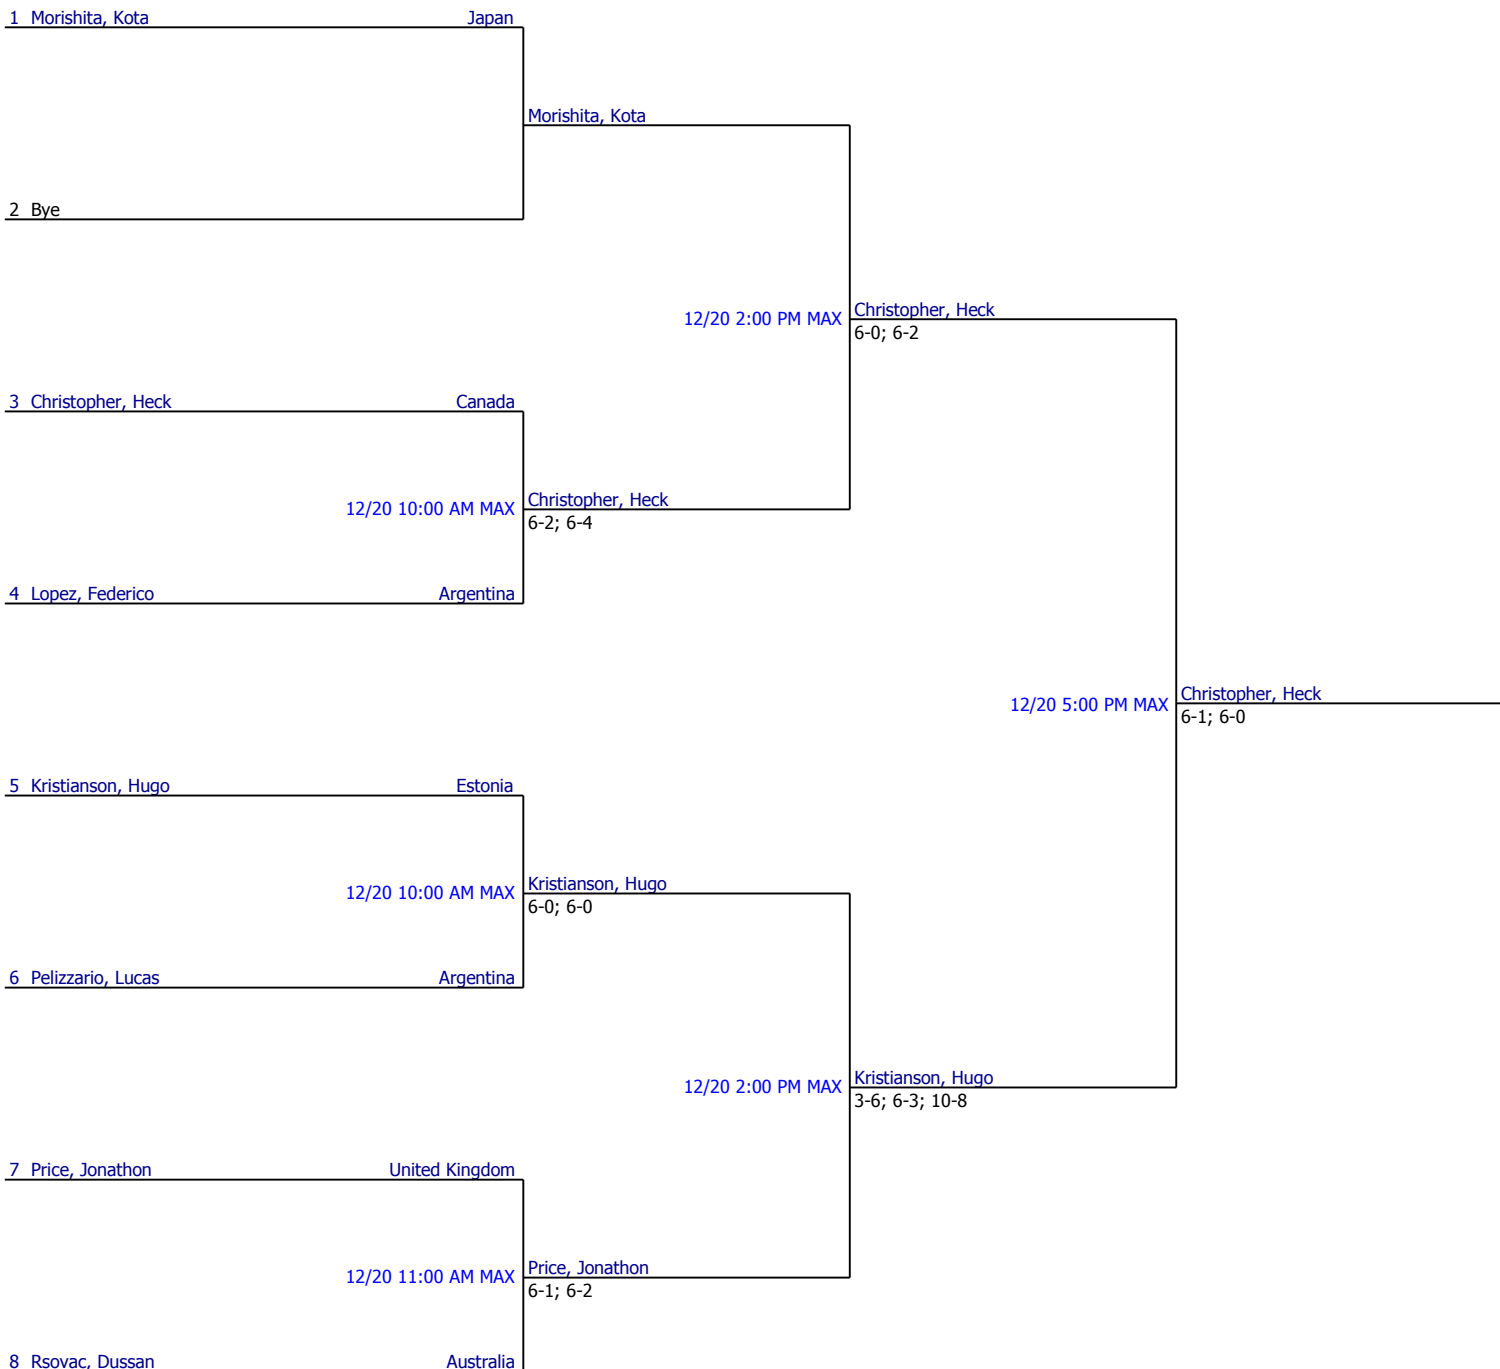 1 Morishita, Kota Japan
Morishita, Kota
2 Bye
12/20 2:00 PM MAX Christopher, Heck
6-0; 6-2
3 Christopher, Heck Canada
12/20 10:00 AM MAX Christopher, Heck
6-2; 6-4
4 Lopez, Federico Argentina
12/20 5:00 PM MAX Christopher, Heck
6-1; 6-0
5 Kristianson, Hugo Estonia
12/20 10:00 AM MAX Kristianson, Hugo
6-0; 6-0
6 Pelizzario, Lucas Argentina
12/20 2:00 PM MAX Kristianson, Hugo
3-6; 6-3; 10-8
7 Price, Jonathon United Kingdom
12/20 11:00 AM MAX Price, Jonathon
6-1; 6-2
8 Rsovac, Dussan Australia